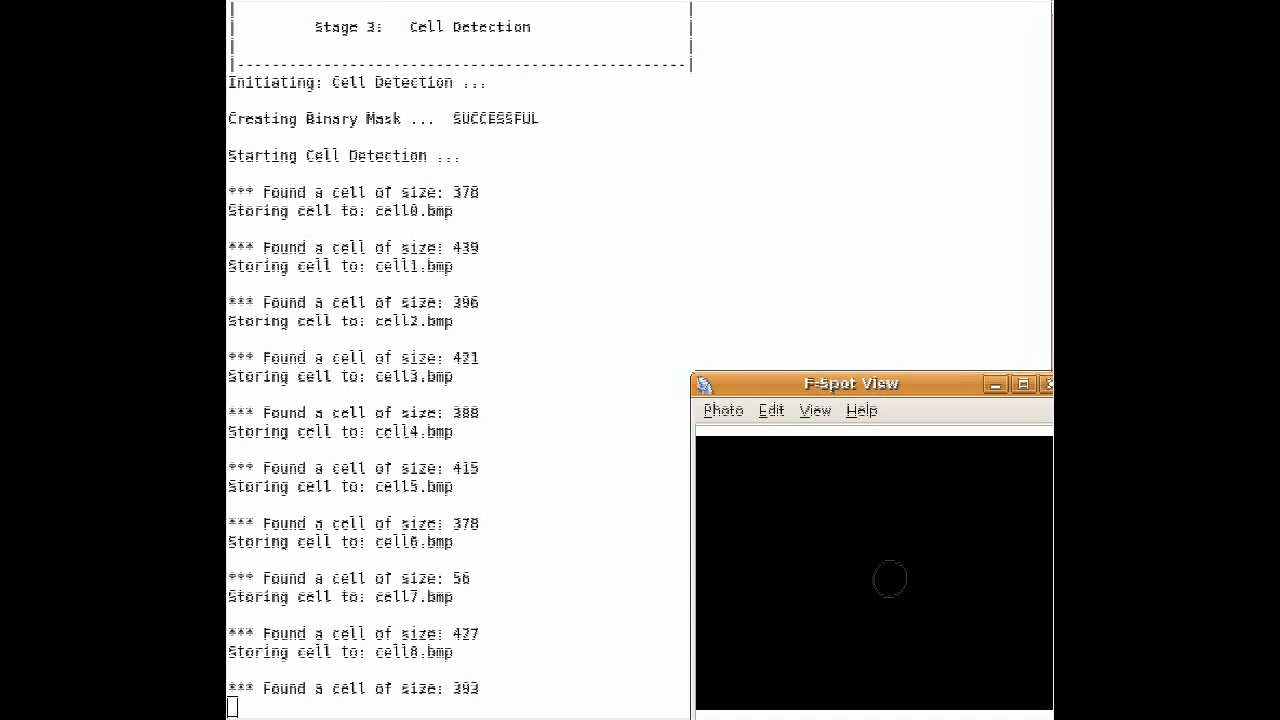 Stage 3: Cell Detection
Initiating: Cell Detection ...
Creating Binary Mask ... SUCCESSFUL
Starting Cell Detection ...
*** Found a cell of size: 378
Storing cell to: cell0.bmp
*** Found a cell of size: 439
Storing cell to: cell1.bmp
*** Found a cell of size: 396
Storing cell to: cell2.bmp
*** Found a cell of size: 421
Storing cell to: cell3.bmp
*** Found a cell of size: 388
Storing cell to: cell4.bmp
*** Found a cell of size: 415
Storing cell to: cell5.bmp
*** Found a cell of size: 378
Storing cell to: cell6.bmp
*** Found a cell of size: 56
Storing cell to: cell7.bmp
*** Found a cell of size: 427
Storing cell to: cell8.bmp
*** Found a cell of size: 393
F-Spot View
Photo Edit View Help